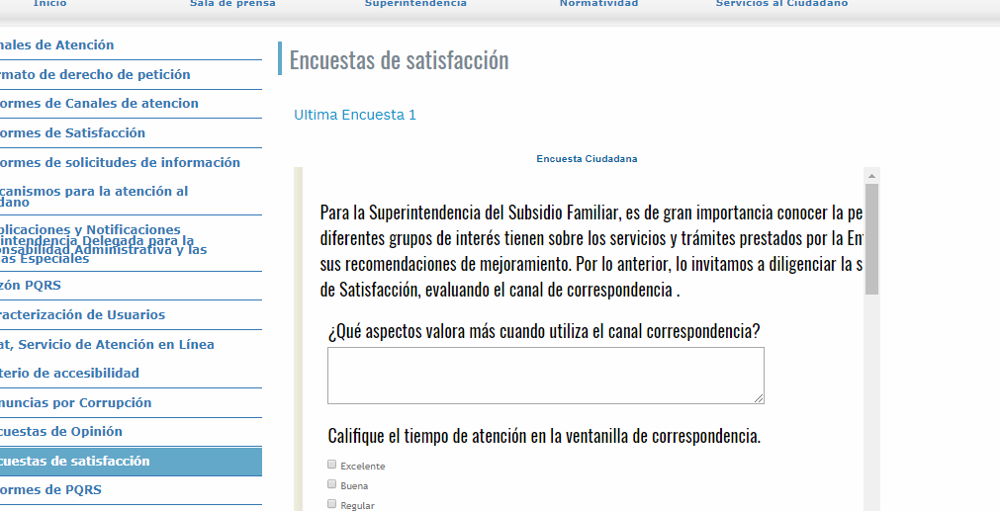 Inicio Sala de prensa Superintendencia Normatividad Servicios al Ciudadano
nales de Atención
rmato de derecho de petición
ormes de Canales de atencion
ormes de Satisfacción
ormes de solicitudes de información
canismos para la atención al
dano
blicaciones y Notificaciones
intendencia Delegada para la
onsabilidad Administrativa y las
as Especiales
zón PQRS
racterización de Usuarios
at, Servicio de Atención en Línea
terio de accesibilidad
nuncias por Corrupción
cuestas de Opinión
cuestas de satisfacción
ormes de PQRS
Encuestas de satisfacción
Ultima Encuesta 1
Encuesta Ciudadana
Para la Superintendencia del Subsidio Familiar, es de gran importancia conocer la pe
diferentes grupos de interés tienen sobre los servicios y trámites prestados por la En
sus recomendaciones de mejoramiento. Por lo anterior, lo invitamos a diligenciar la s
de Satisfacción, evaluando el canal de correspondencia .
¿Qué aspectos valora más cuando utiliza el canal correspondencia?
Califique el tiempo de atención en la ventanilla de correspondencia.
Excelente
Buena
Regular